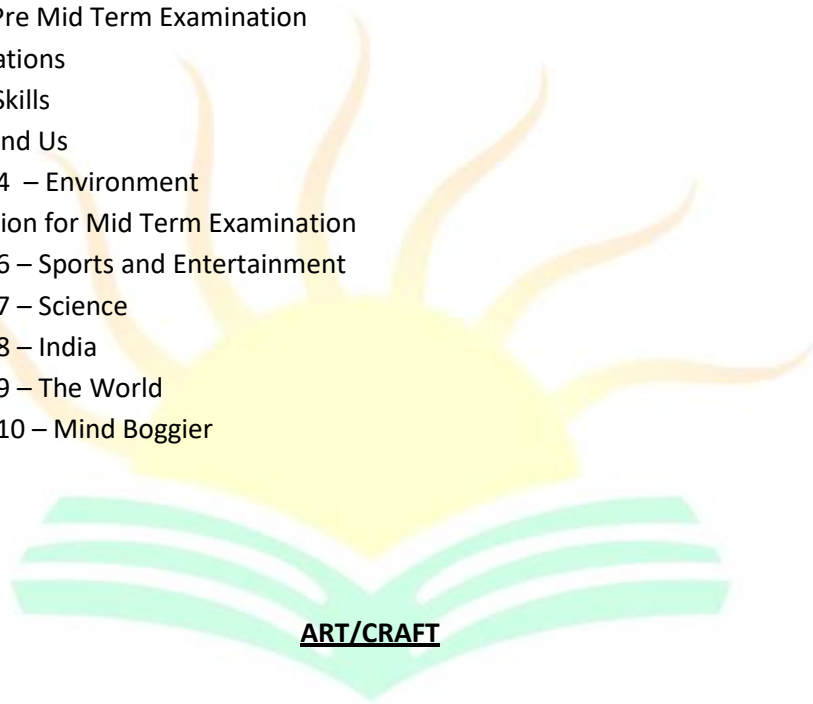 Pre Mid Term Examination
ations
Skills
nd Us
4 – Environment
ion for Mid Term Examination
6 – Sports and Entertainment
7 – Science
8 – India
9 – The World
10 – Mind Boggier
ART/CRAFT